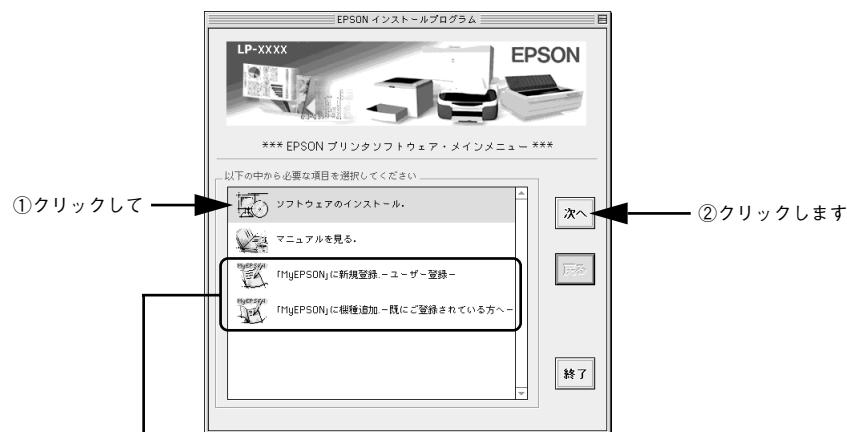 EPSON インストールプログラム
LP-XXXX
EPSON
*** EPSON プリンタソフトウェア・メインメニュー ***
以下の中から必要な項目を選択してください
①クリックして
ソフトウェアのインストール.
次へ
②クリックします
マニュアルを見る.
MyEPSON
「MyEPSON」に新規登録.－ユーザー登録－
戻る
MyEPSON
「MyEPSON」に機種追加.－既にご登録されている方へ－
終了